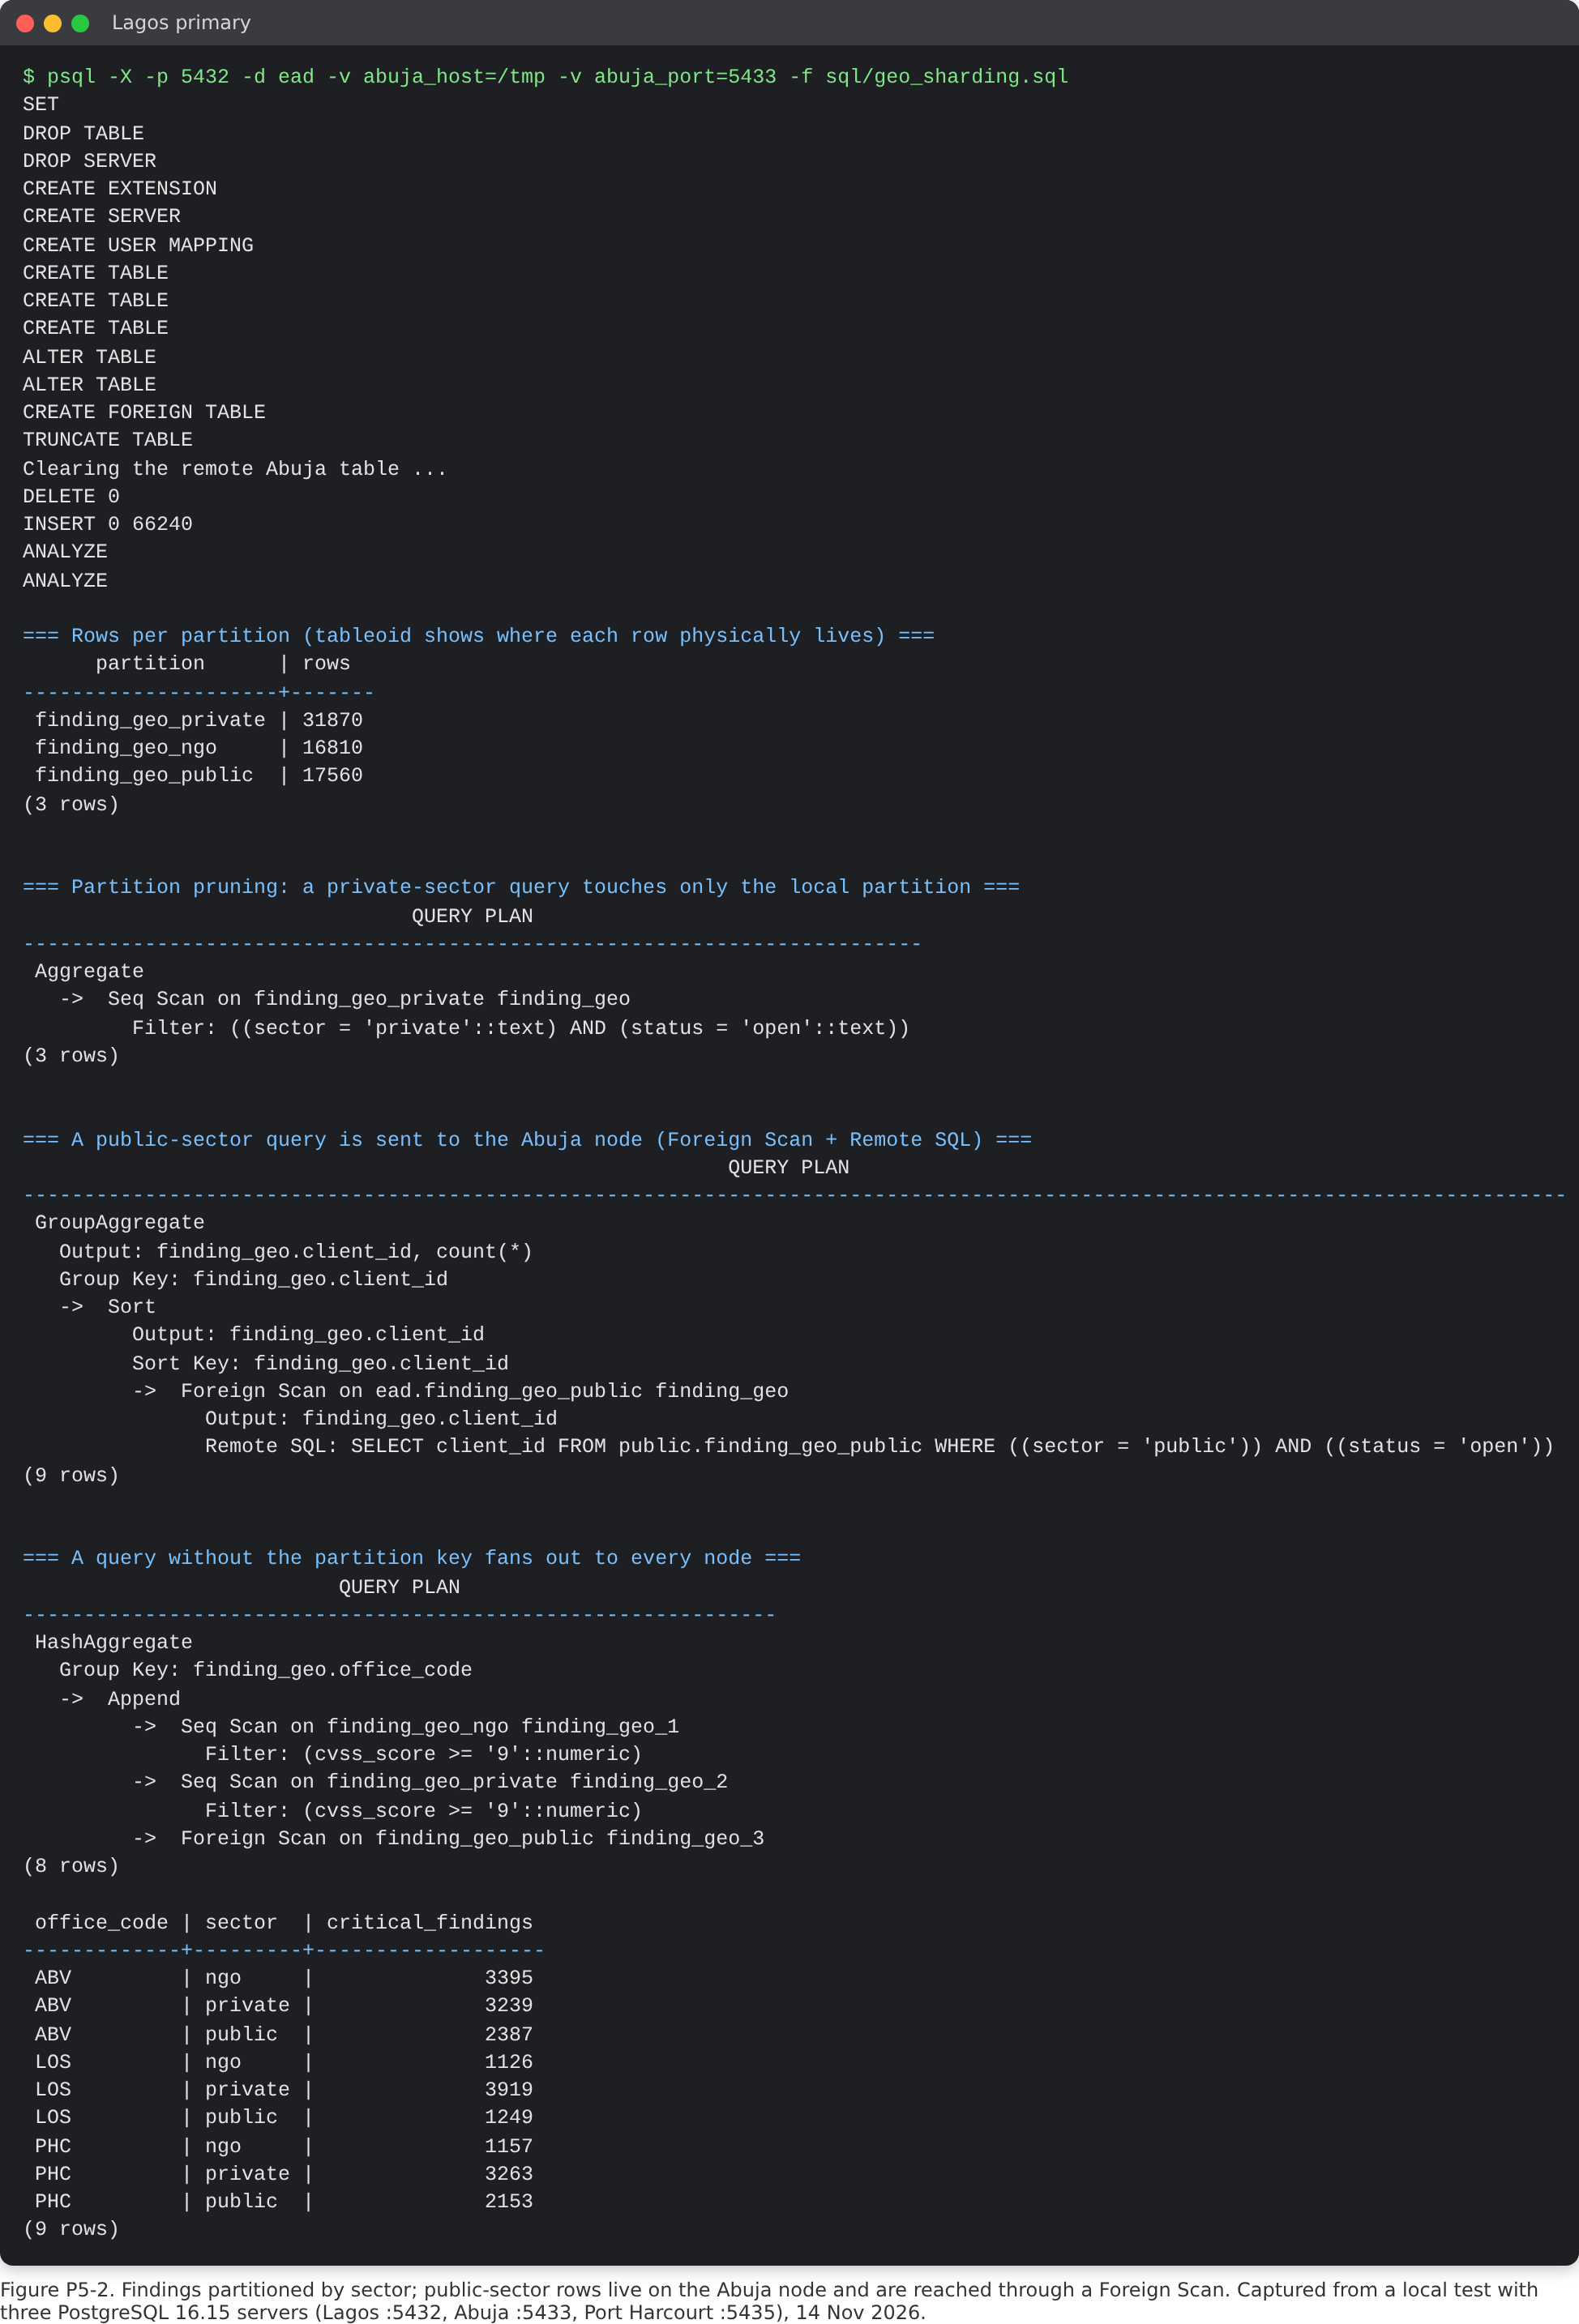 Lagos primary
$ psql -X -p 5432 -d ead -v abuja_host=/tmp -v abuja_port=5433 -f sql/geo_sharding.sql
SET
DROP TABLE
DROP SERVER
CREATE EXTENSION
CREATE SERVER
CREATE USER MAPPING
CREATE TABLE
CREATE TABLE
CREATE TABLE
ALTER TABLE
ALTER TABLE
CREATE FOREIGN TABLE
TRUNCATE TABLE
Clearing the remote Abuja table ...
DELETE 0
INSERT 0 66240
ANALYZE
ANALYZE

=== Rows per partition (tableoid shows where each row physically lives) ===
      partition      | rows
---------------------+-------
 finding_geo_private | 31870
 finding_geo_ngo     | 16810
 finding_geo_public  | 17560
(3 rows)


=== Partition pruning: a private-sector query touches only the local partition ===
                                QUERY PLAN
--------------------------------------------------------------------------
 Aggregate
   ->  Seq Scan on finding_geo_private finding_geo
         Filter: ((sector = 'private'::text) AND (status = 'open'::text))
(3 rows)


=== A public-sector query is sent to the Abuja node (Foreign Scan + Remote SQL) ===
                                                          QUERY PLAN
-------------------------------------------------------------------------------------------------------------------------------
 GroupAggregate
   Output: finding_geo.client_id, count(*)
   Group Key: finding_geo.client_id
   ->  Sort
         Output: finding_geo.client_id
         Sort Key: finding_geo.client_id
         ->  Foreign Scan on ead.finding_geo_public finding_geo
               Output: finding_geo.client_id
               Remote SQL: SELECT client_id FROM public.finding_geo_public WHERE ((sector = 'public')) AND ((status = 'open'))
(9 rows)


=== A query without the partition key fans out to every node ===
                          QUERY PLAN
--------------------------------------------------------------
 HashAggregate
   Group Key: finding_geo.office_code
   ->  Append
         ->  Seq Scan on finding_geo_ngo finding_geo_1
               Filter: (cvss_score >= '9'::numeric)
         ->  Seq Scan on finding_geo_private finding_geo_2
               Filter: (cvss_score >= '9'::numeric)
         ->  Foreign Scan on finding_geo_public finding_geo_3
(8 rows)

 office_code | sector  | critical_findings
-------------+---------+-------------------
 ABV         | ngo     |              3395
 ABV         | private |              3239
 ABV         | public  |              2387
 LOS         | ngo     |              1126
 LOS         | private |              3919
 LOS         | public  |              1249
 PHC         | ngo     |              1157
 PHC         | private |              3263
 PHC         | public  |              2153
(9 rows)
Figure P5-2. Findings partitioned by sector; public-sector rows live on the Abuja node and are reached through a Foreign Scan. Captured from a local test with
three PostgreSQL 16.15 servers (Lagos :5432, Abuja :5433, Port Harcourt :5435), 14 Nov 2026.